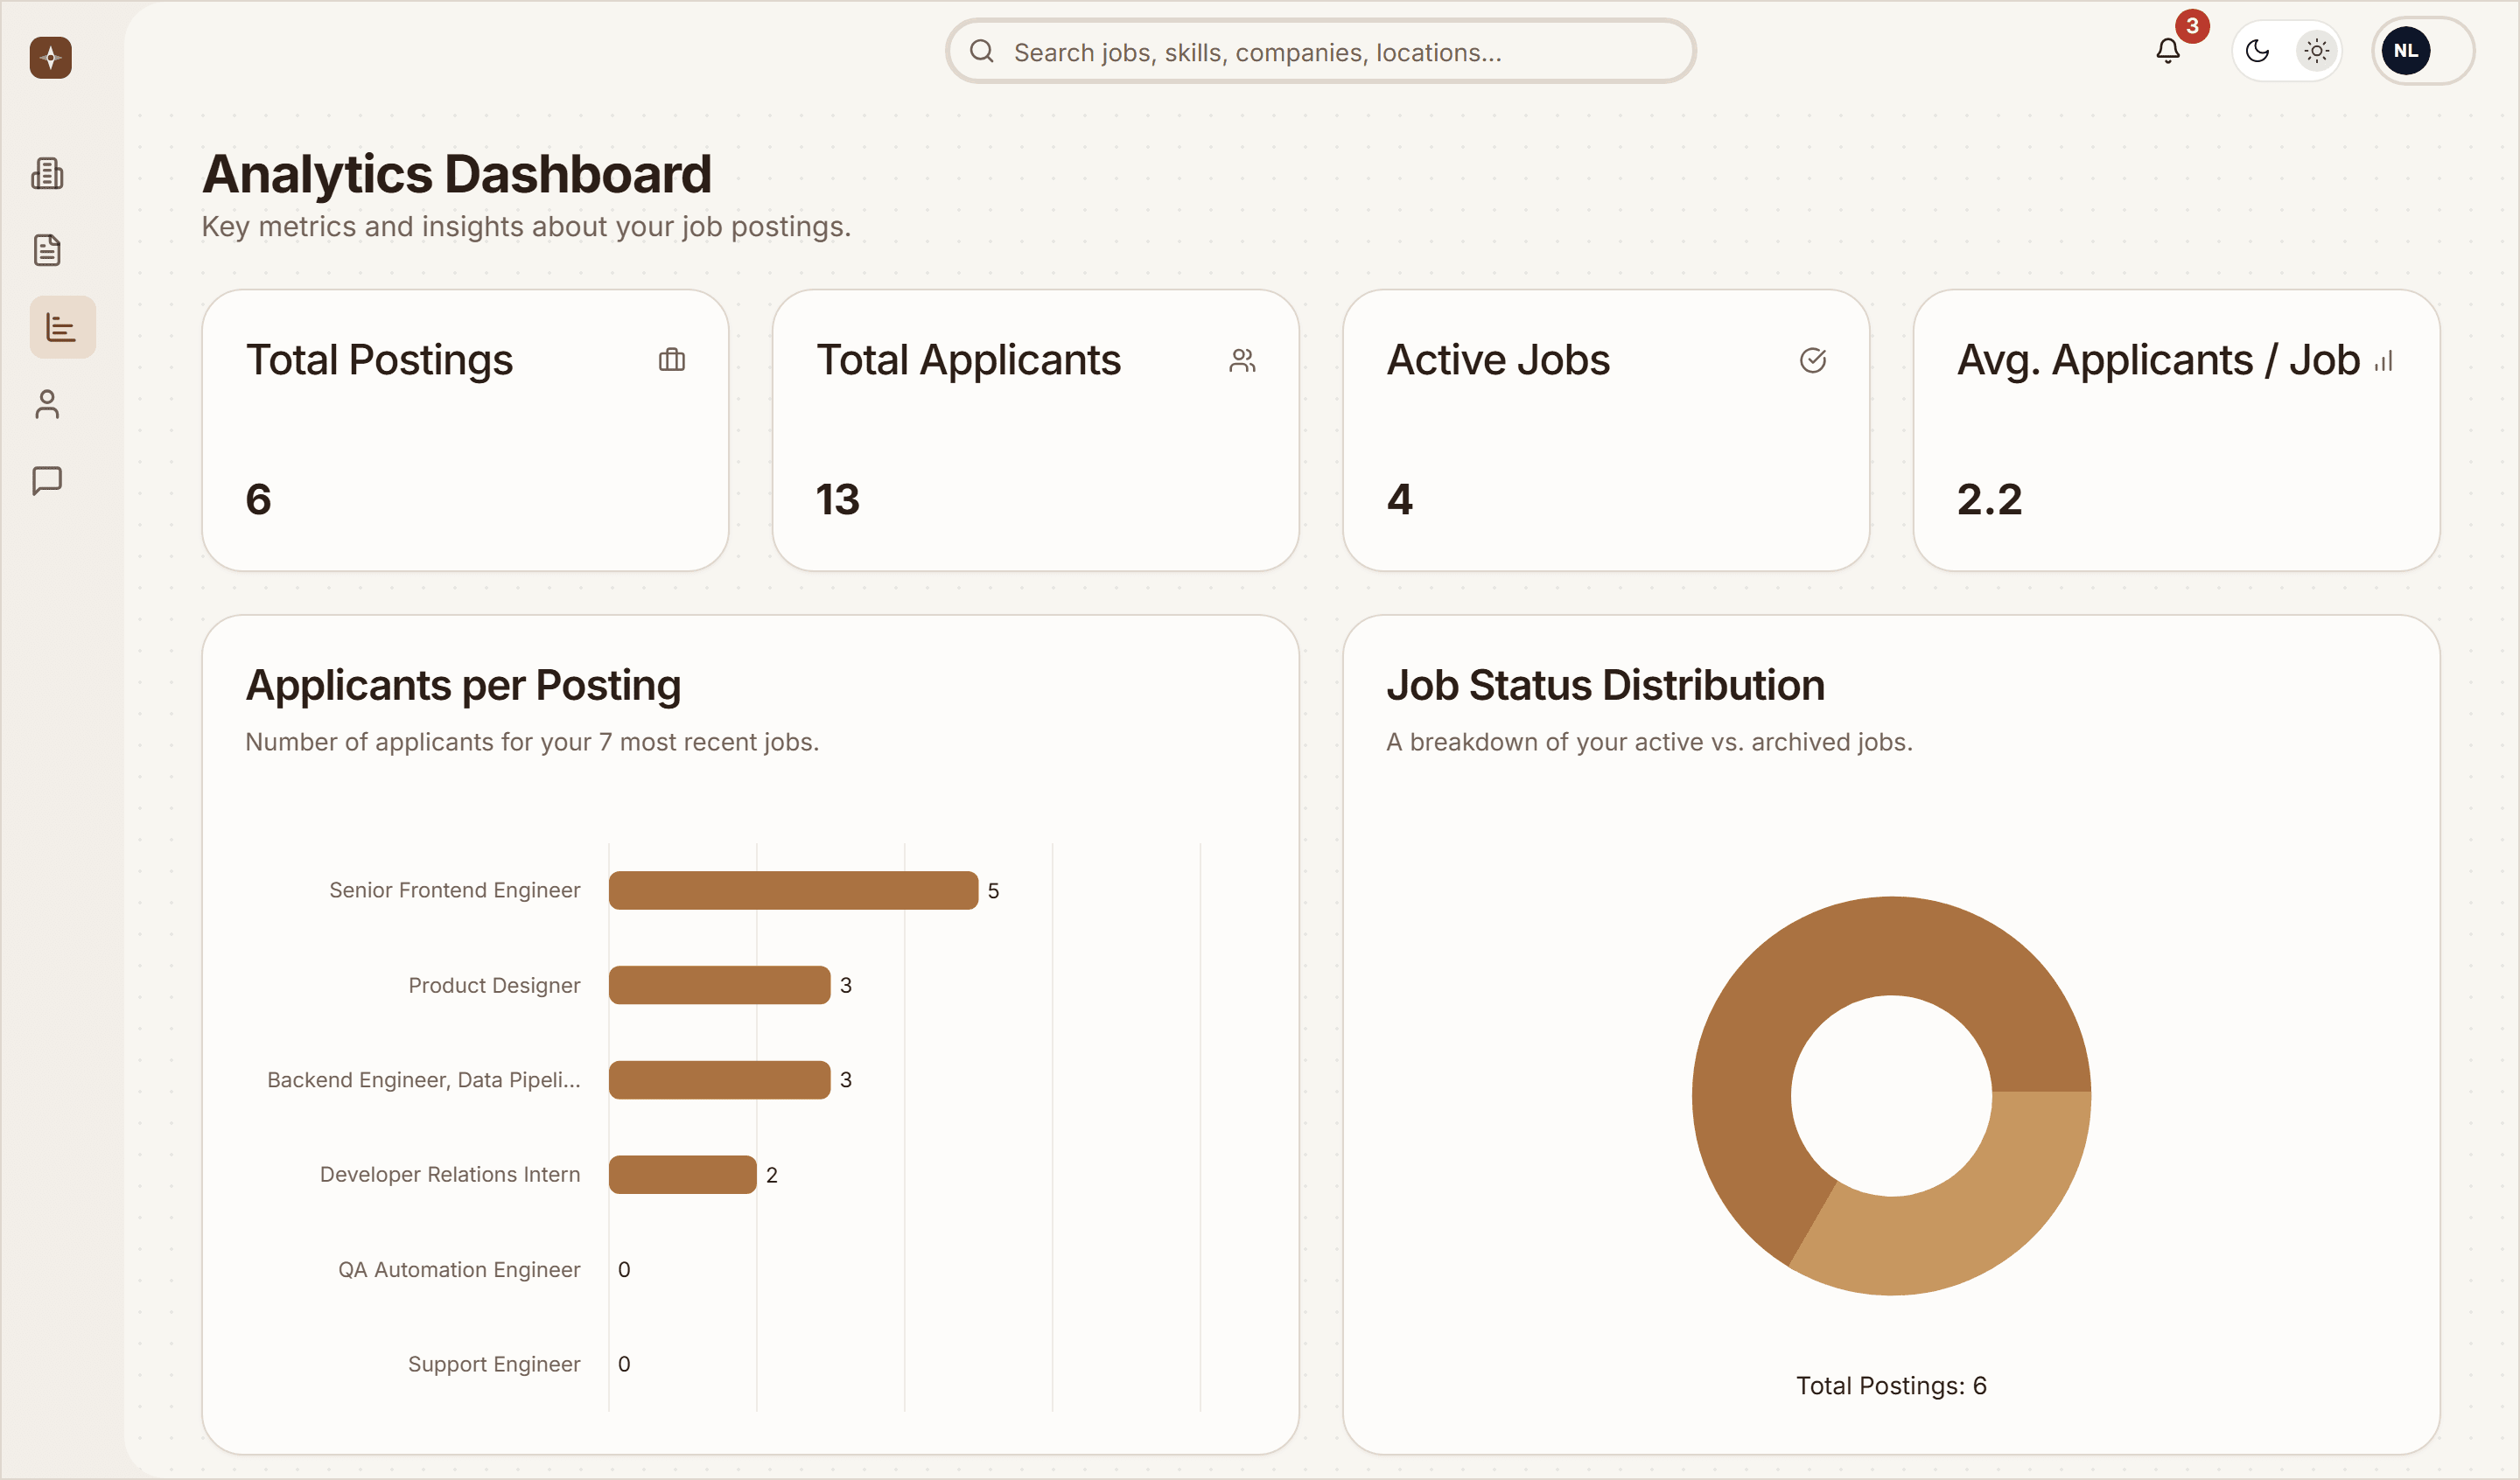 Search jobs, skills, companies, locations...
3
NL
Analytics Dashboard
Key metrics and insights about your job postings.
Total Postings
6
Total Applicants
13
Active Jobs
4
Avg. Applicants / Job
2.2
Applicants per Posting
Number of applicants for your 7 most recent jobs.
Senior Frontend Engineer 5
Product Designer 3
Backend Engineer, Data Pipeli... 3
Developer Relations Intern 2
QA Automation Engineer 0
Support Engineer 0
Job Status Distribution
A breakdown of your active vs. archived jobs.
Total Postings: 6